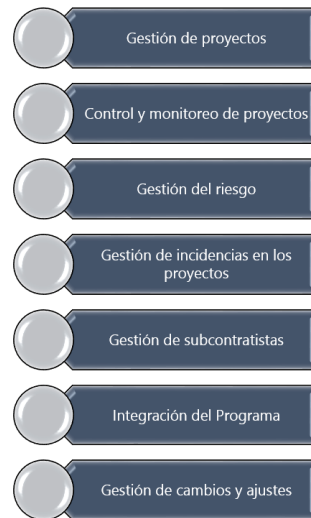 Gestión de proyectos
Control y monitoreo de proyectos
Gestión del riesgo
Gestión de incidencias en los
proyectos
Gestión de subcontratistas
Integración del Programa
Gestión de cambios y ajustes